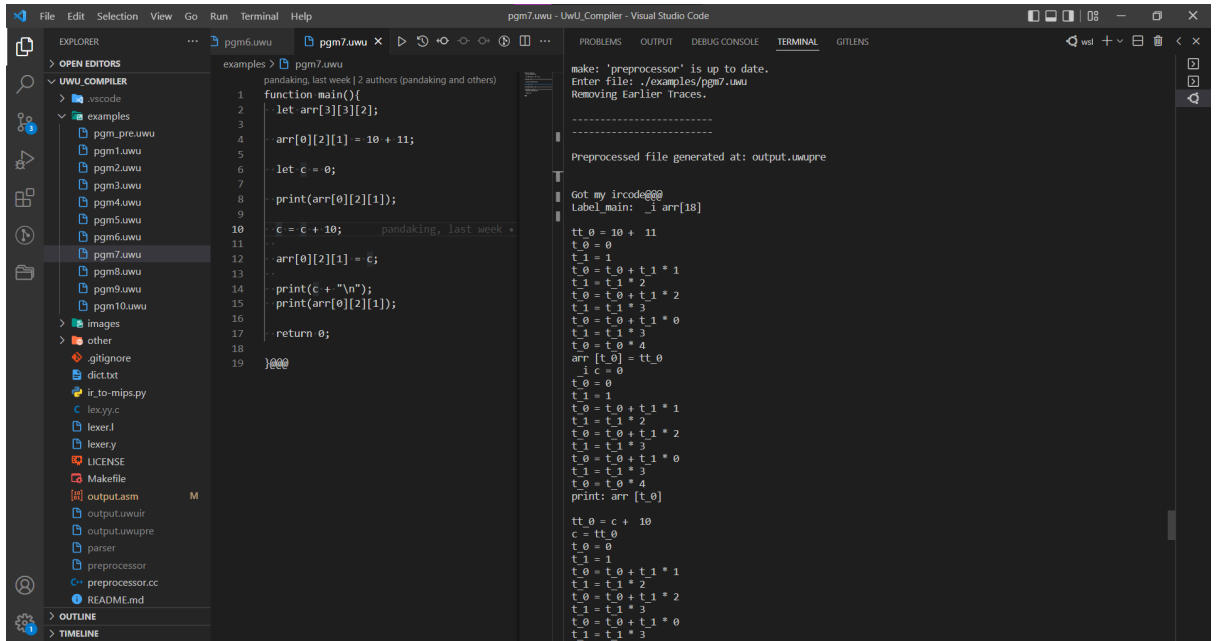 File Edit Selection View Go Run Terminal Help
pgm7.uwu - UwU_Compiler - Visual Studio Code
EXPLORER
OPEN EDITORS
UWU_COMPILER
.vscode
examples
pgm_pre.uwu
pgm1.uwu
pgm2.uwu
pgm3.uwu
pgm4.uwu
pgm5.uwu
pgm6.uwu
pgm7.uwu
pgm8.uwu
pgm9.uwu
pgm10.uwu
images
other
.gitignore
dict.txt
ir_to-mips.py
lex.yy.c
lexer.l
lexer.y
LICENSE
Makefile
output.asm M
output.uwuir
output.uwupre
parser
preprocessor
preprocessor.cc
README.md
OUTLINE
TIMELINE
3
1
pgm6.uwu pgm7.uwu
examples > pgm7.uwu
pandaking, last week | 2 authors (pandaking and others)
1 function main(){
2 let arr[3][3][2];
3
4 arr[0][2][1] = 10 + 11;
5
6 let c = 0;
7
8 print(arr[0][2][1]);
9
10 c = c + 10; pandaking, last week •
11
12 arr[0][2][1] = c;
13
14 print(c + "\n");
15 print(arr[0][2][1]);
16
17 return 0;
18
19 }@@@
PROBLEMS OUTPUT DEBUG CONSOLE TERMINAL GITLENS
wsl
make: 'preprocessor' is up to date.
Enter file: ./examples/pgm7.uwu
Removing Earlier Traces.
------------------------
------------------------
Preprocessed file generated at: output.uwupre
Got my ircode@@@
Label_main: _i arr[18]
tt_0 = 10 + 11
t_0 = 0
t_1 = 1
t_0 = t_0 + t_1 * 1
t_1 = t_1 * 2
t_0 = t_0 + t_1 * 2
t_1 = t_1 * 3
t_0 = t_0 + t_1 * 0
t_1 = t_1 * 3
t_0 = t_0 * 4
arr [t_0] = tt_0
_i c = 0
t_0 = 0
t_1 = 1
t_0 = t_0 + t_1 * 1
t_1 = t_1 * 2
t_0 = t_0 + t_1 * 2
t_1 = t_1 * 3
t_0 = t_0 + t_1 * 0
t_1 = t_1 * 3
t_0 = t_0 * 4
print: arr [t_0]
tt_0 = c + 10
c = tt_0
t_0 = 0
t_1 = 1
t_0 = t_0 + t_1 * 1
t_1 = t_1 * 2
t_0 = t_0 + t_1 * 2
t_1 = t_1 * 3
t_0 = t_0 + t_1 * 0
t_1 = t_1 * 3